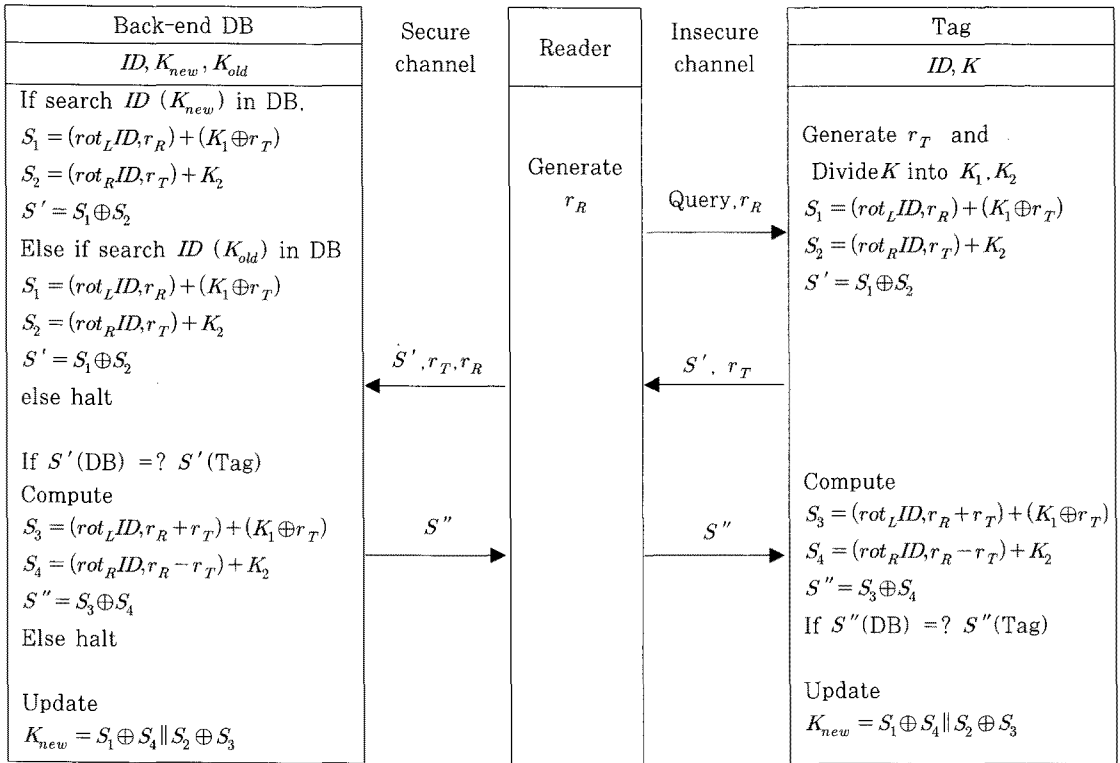 Back-end DB
ID, K_new, K_old
If search ID (K_new) in DB,
S_1 = (rot_L ID, r_R) + (K_1 ⊕ r_T)
S_2 = (rot_R ID, r_T) + K_2
S' = S_1 ⊕ S_2
Else if search ID (K_old) in DB
S_1 = (rot_L ID, r_R) + (K_1 ⊕ r_T)
S_2 = (rot_R ID, r_T) + K_2
S' = S_1 ⊕ S_2
else halt
If S'(DB) =? S'(Tag)
Compute
S_3 = (rot_L ID, r_R + r_T) + (K_1 ⊕ r_T)
S_4 = (rot_R ID, r_R − r_T) + K_2
S'' = S_3 ⊕ S_4
Else halt
Update
K_new = S_1 ⊕ S_4 ∥ S_2 ⊕ S_3
Secure
channel
S', r_T, r_R
S''
Reader
Generate
r_R
Insecure
channel
Query, r_R
S', r_T
S''
Tag
ID, K
Generate r_T and
Divide K into K_1, K_2
S_1 = (rot_L ID, r_R) + (K_1 ⊕ r_T)
S_2 = (rot_R ID, r_T) + K_2
S' = S_1 ⊕ S_2
Compute
S_3 = (rot_L ID, r_R + r_T) + (K_1 ⊕ r_T)
S_4 = (rot_R ID, r_R − r_T) + K_2
S'' = S_3 ⊕ S_4
If S''(DB) =? S''(Tag)
Update
K_new = S_1 ⊕ S_4 ∥ S_2 ⊕ S_3